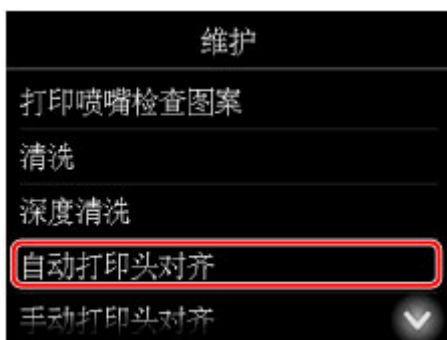 维护
打印喷嘴检查图案
清洗
深度清洗
自动打印头对齐
手动打印头对齐